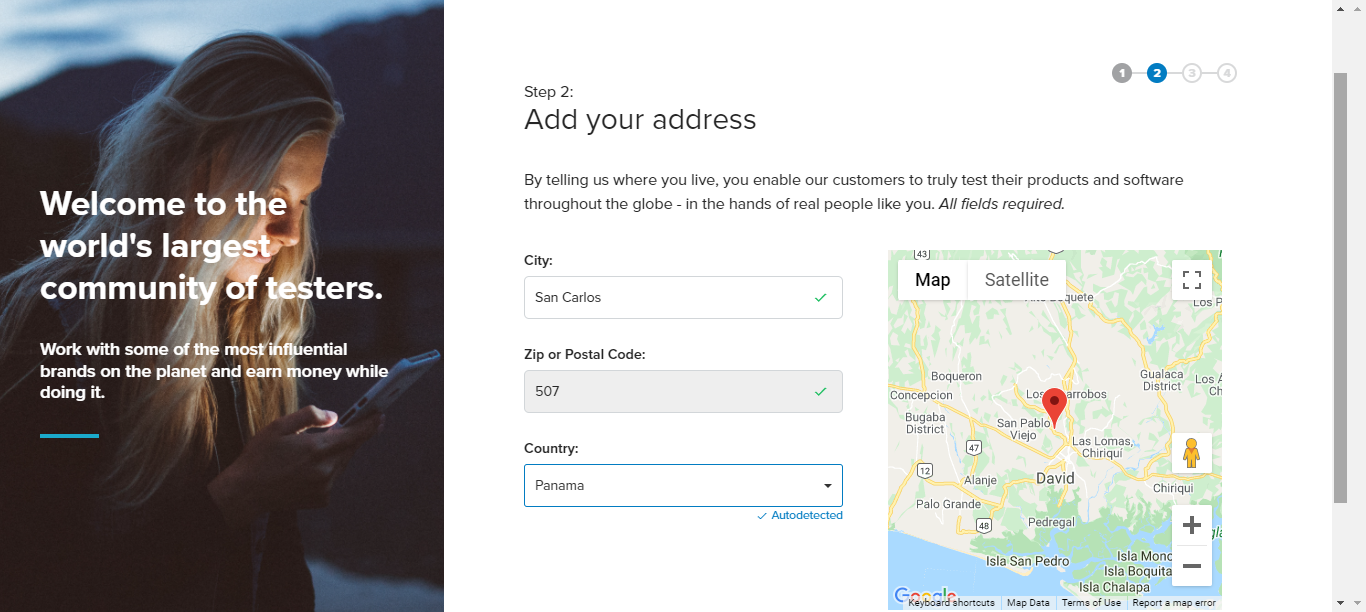 Welcome to the
world's largest
community of testers.
Work with some of the most influential
brands on the planet and earn money while
doing it.
1 2 3 4
Step 2:
Add your address
By telling us where you live, you enable our customers to truly test their products and software
throughout the globe - in the hands of real people like you. All fields required.
City:
San Carlos
Zip or Postal Code:
507
Country:
Panama
Autodetected
43
Map Satellite
Boquete
Los P
Boqueron
Gualaca
District
Los
Concepcion
Bugaba
District
San Pablo
Viejo
Las Lomas,
Chiriquí
47
12
Alanje
David
Chiriqui
Palo Grande
48
Pedregal
Isla San Pedro
Isla Boquita
Isla Chalapa
Google
Keyboard shortcuts Map Data Terms of Use Report a map error